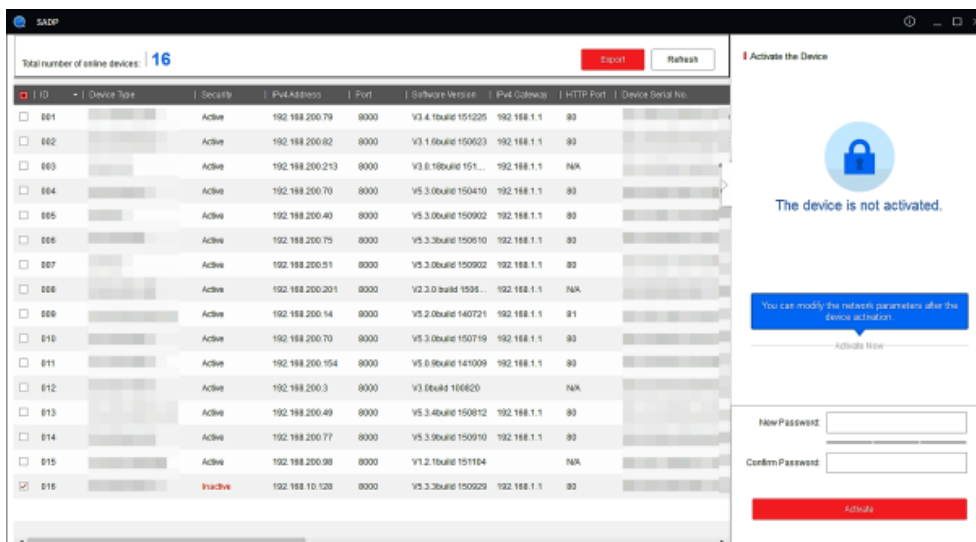 SADP
Total number of online devices: 16
Export
Refresh
ID | Device Type | Security | IPv4 Address | Port | Software Version | IPv4 Gateway | HTTP Port | Device Serial No.
001 Active 192.168.200.79 8000 V3.4.1build 151225 192.168.1.1 80
002 Active 192.168.200.82 8000 V3.1.6build 150623 192.168.1.1 80
003 Active 192.168.200.213 8000 V3.0.18build 151... 192.168.1.1 N/A
004 Active 192.168.200.70 8000 V5.3.0build 150410 192.168.1.1 80
005 Active 192.168.200.40 8000 V5.3.0build 150902 192.168.1.1 80
006 Active 192.168.200.75 8000 V5.3.3build 150610 192.168.1.1 80
007 Active 192.168.200.51 8000 V5.3.0build 150902 192.168.1.1 80
008 Active 192.168.200.201 8000 V2.3.0 build 1506... 192.168.1.1 N/A
009 Active 192.168.200.14 8000 V5.2.0build 140721 192.168.1.1 81
010 Active 192.168.200.70 8000 V5.3.0build 150719 192.168.1.1 80
011 Active 192.168.200.154 8000 V5.0.9build 141009 192.168.1.1 80
012 Active 192.168.200.3 8000 V3.0build 100820 N/A
013 Active 192.168.200.49 8000 V5.3.4build 150812 192.168.1.1 80
014 Active 192.168.200.77 8000 V5.3.9build 150910 192.168.1.1 80
015 Active 192.168.200.98 8000 V1.2.1build 151104 N/A
016 Inactive 192.168.10.128 8000 V5.3.3build 150929 192.168.1.1 80
Activate the Device
The device is not activated.
You can modify the network parameters after the
device activation.
Activate Now
New Password:
Confirm Password:
Activate